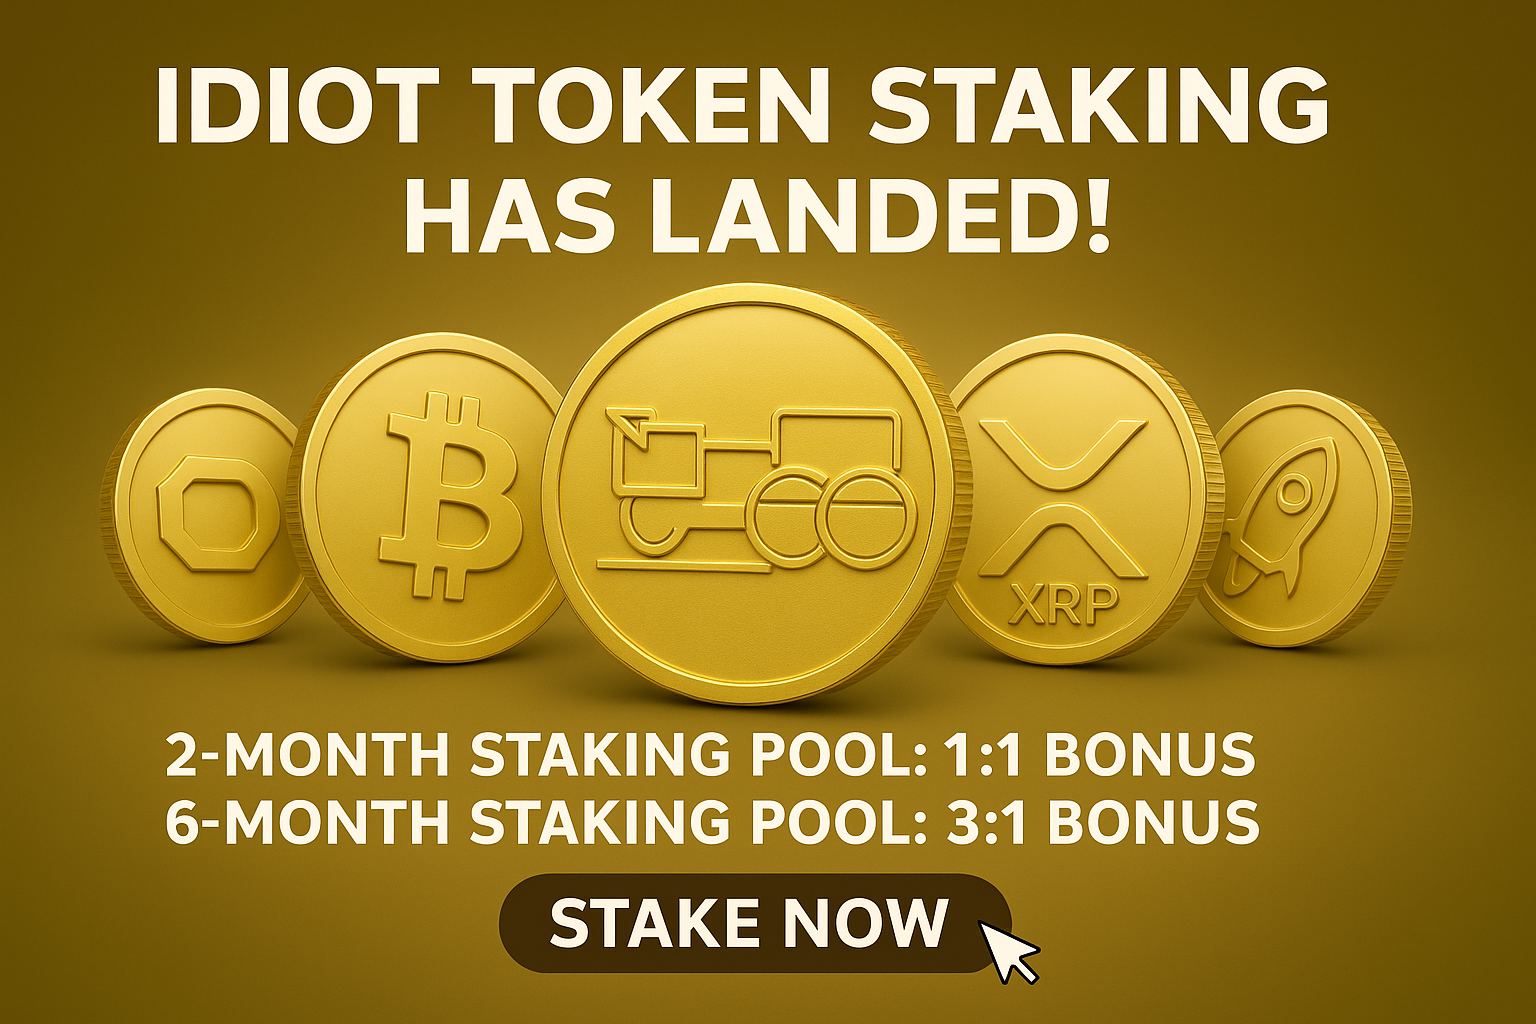 IDIOT TOKEN STAKING
HAS LANDED!
XRP
2-MONTH STAKING POOL: 1:1 BONUS
6-MONTH STAKING POOL: 3:1 BONUS
STAKE NOW